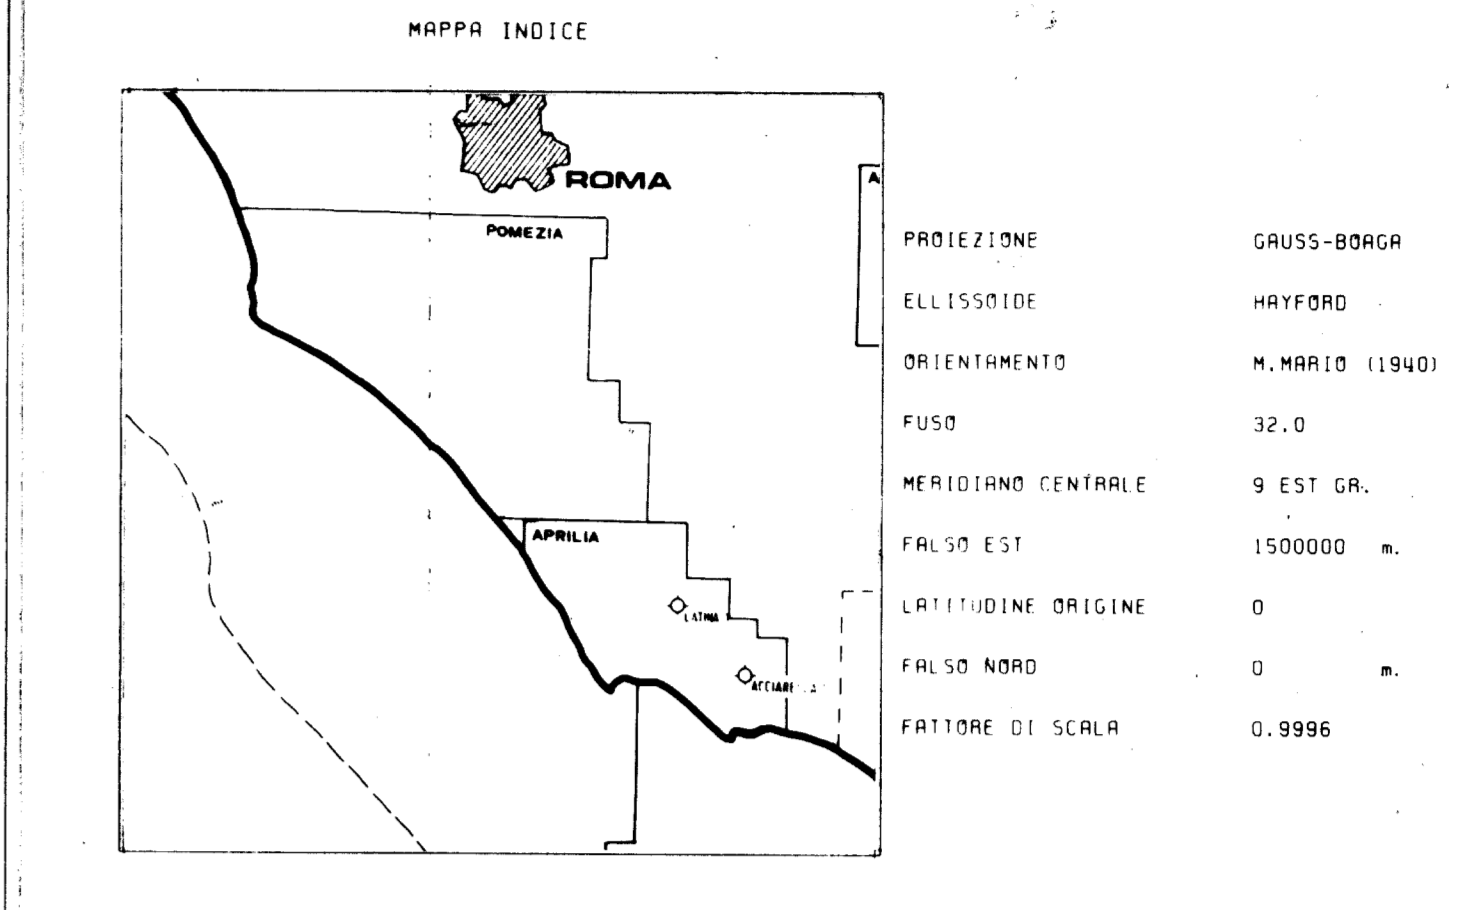 MAPPA INDICE
ROMA
A
POMEZIA
PROIEZIONE GAUSS-BOAGA
ELLISSOIDE HAYFORD
ORIENTAMENTO M.MARIO (1940)
FUSO 32.0
MERIDIANO CENTRALE 9 EST GR.
APRILIA
FALSO EST 1500000 m.
LATINA
LATITUDINE ORIGINE 0
FALSO NORD 0 m.
FATTORE DI SCALA 0.9996